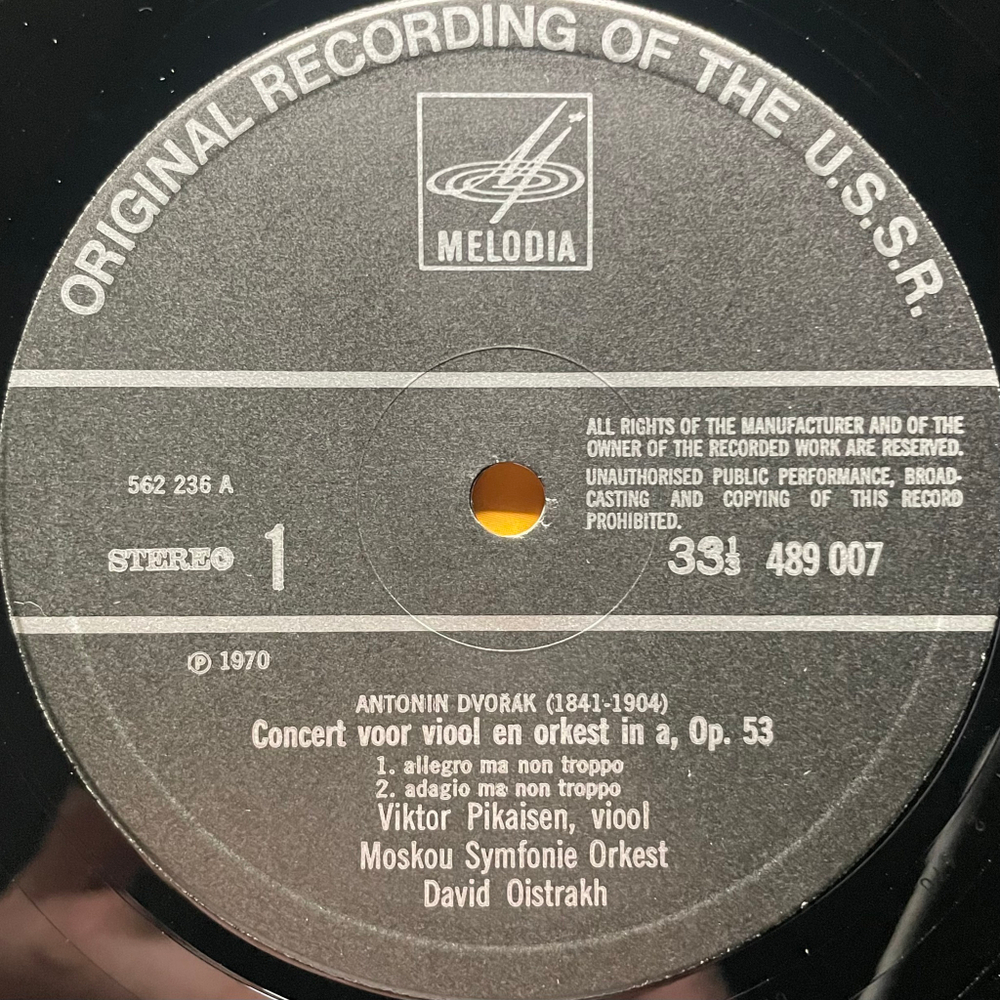 ORIGINAL RECORDING OF THE U.S.S.R.
MELODIA
ALL RIGHTS OF THE MANUFACTURER AND OF THE
OWNER OF THE RECORDED WORK ARE RESERVED.
UNAUTHORISED PUBLIC PERFORMANCE, BROAD-
CASTING AND COPYING OF THIS RECORD
PROHIBITED.
562 236 A
STEREO 1
33⅓ 489 007
℗ 1970
ANTONIN DVOŘÁK (1841-1904)
Concert voor viool en orkest in a, Op. 53
1. allegro ma non troppo
2. adagio ma non troppo
Viktor Pikaisen, viool
Moskou Symfonie Orkest
David Oistrakh